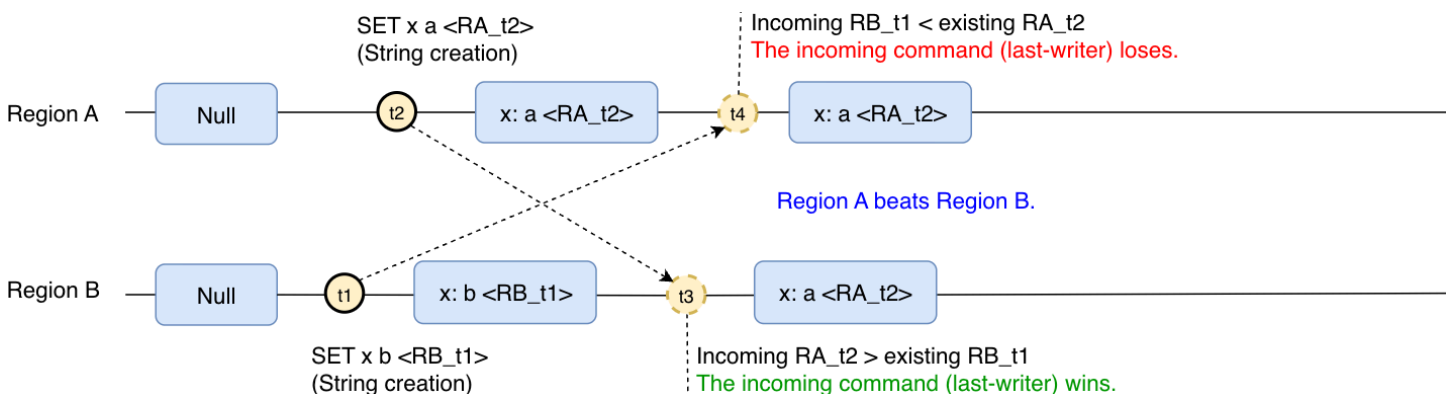 SET x a <RA_t2>
(String creation)
Incoming RB_t1 < existing RA_t2
The incoming command (last-writer) loses.
Region A
Null
t2
x: a <RA_t2>
t4
x: a <RA_t2>
Region A beats Region B.
Region B
Null
t1
x: b <RB_t1>
t3
x: a <RA_t2>
SET x b <RB_t1>
(String creation)
Incoming RA_t2 > existing RB_t1
The incoming command (last-writer) wins.